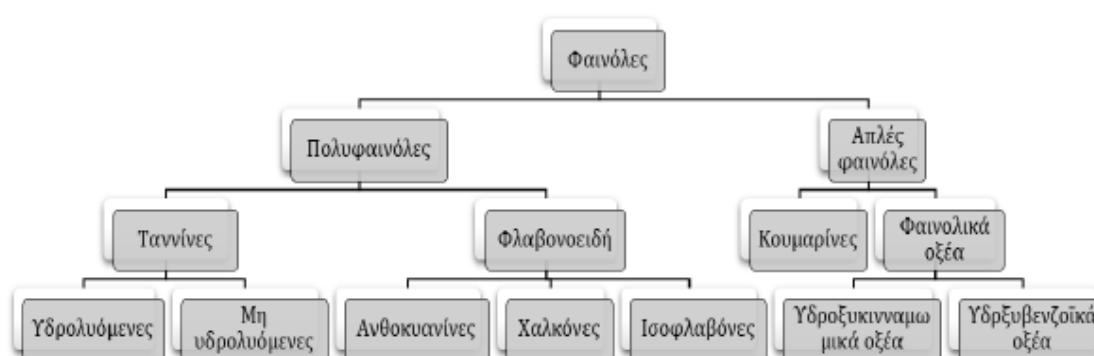 Φαινόλες
Πολυφαινόλες
Απλές
φαινόλες
Ταννίνες
Φλαβονοειδή
Κουμαρίνες
Φαινολικά
οξέα
Υδρολυόμενες
Μη
υδρολυόμενες
Ανθοκυανίνες
Χαλκόνες
Ισοφλαβόνες
Υδροξυκινναμω
μικά οξέα
Υδρξυβενζοϊκά
οξέα